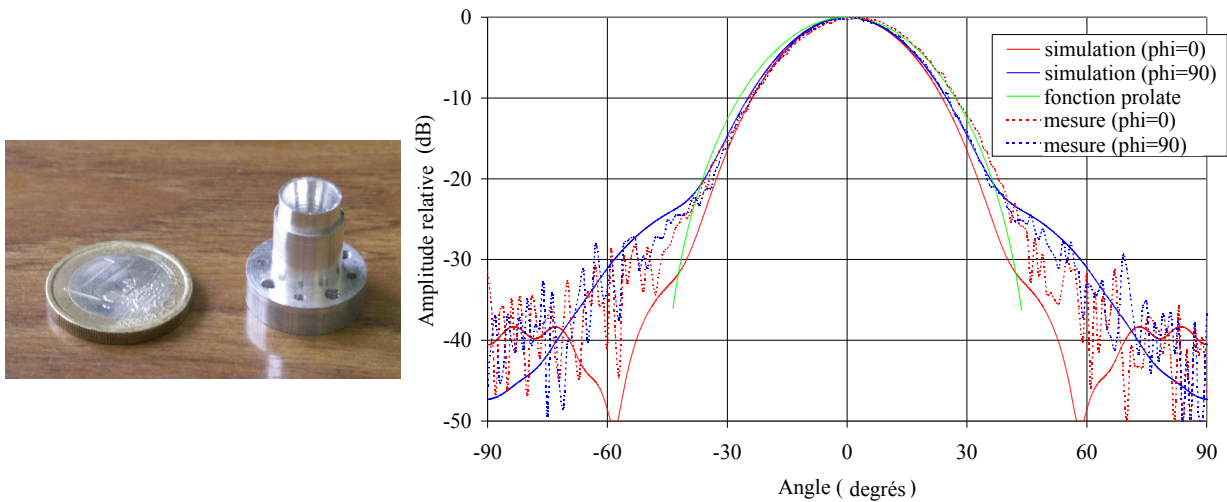 0
-10
-20
-30
-40
-50
Amplitude relative (dB)
-90
-60
-30
0
30
60
90
Angle ( degrés )
simulation (phi=0)
simulation (phi=90)
fonction prolate
mesure (phi=0)
mesure (phi=90)
1